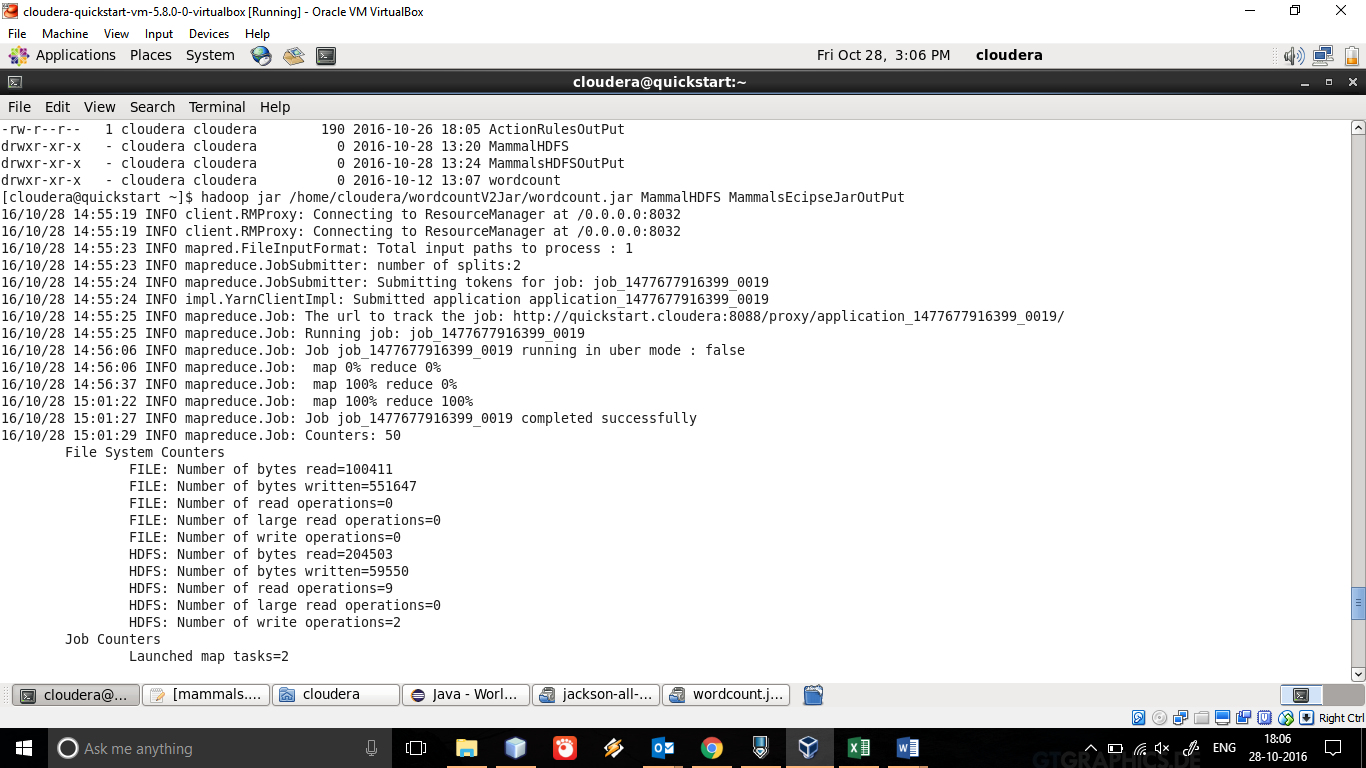 cloudera-quickstart-vm-5.8.0-0-virtualbox [Running] - Oracle VM VirtualBox
File Machine View Input Devices Help
Applications Places System Fri Oct 28, 3:06 PM cloudera
cloudera@quickstart:~
File Edit View Search Terminal Help
-rw-r--r-- 1 cloudera cloudera 190 2016-10-26 18:05 ActionRulesOutPut
drwxr-xr-x - cloudera cloudera 0 2016-10-28 13:20 MammalHDFS
drwxr-xr-x - cloudera cloudera 0 2016-10-28 13:24 MammalsHDFSOutPut
drwxr-xr-x - cloudera cloudera 0 2016-10-12 13:07 wordcount
[cloudera@quickstart ~]$ hadoop jar /home/cloudera/wordcountV2Jar/wordcount.jar MammalHDFS MammalsEcipseJarOutPut
16/10/28 14:55:19 INFO client.RMProxy: Connecting to ResourceManager at /0.0.0.0:8032
16/10/28 14:55:19 INFO client.RMProxy: Connecting to ResourceManager at /0.0.0.0:8032
16/10/28 14:55:23 INFO mapred.FileInputFormat: Total input paths to process : 1
16/10/28 14:55:23 INFO mapreduce.JobSubmitter: number of splits:2
16/10/28 14:55:24 INFO mapreduce.JobSubmitter: Submitting tokens for job: job_1477677916399_0019
16/10/28 14:55:24 INFO impl.YarnClientImpl: Submitted application application_1477677916399_0019
16/10/28 14:55:25 INFO mapreduce.Job: The url to track the job: http://quickstart.cloudera:8088/proxy/application_1477677916399_0019/
16/10/28 14:55:25 INFO mapreduce.Job: Running job: job_1477677916399_0019
16/10/28 14:56:06 INFO mapreduce.Job: Job job_1477677916399_0019 running in uber mode : false
16/10/28 14:56:06 INFO mapreduce.Job: map 0% reduce 0%
16/10/28 14:56:37 INFO mapreduce.Job: map 100% reduce 0%
16/10/28 15:01:22 INFO mapreduce.Job: map 100% reduce 100%
16/10/28 15:01:27 INFO mapreduce.Job: Job job_1477677916399_0019 completed successfully
16/10/28 15:01:29 INFO mapreduce.Job: Counters: 50
File System Counters
FILE: Number of bytes read=100411
FILE: Number of bytes written=551647
FILE: Number of read operations=0
FILE: Number of large read operations=0
FILE: Number of write operations=0
HDFS: Number of bytes read=204503
HDFS: Number of bytes written=59550
HDFS: Number of read operations=9
HDFS: Number of large read operations=0
HDFS: Number of write operations=2
Job Counters
Launched map tasks=2
cloudera@... [mammals.... cloudera Java - Worl... jackson-all-... wordcount.j...
Right Ctrl
Ask me anything ENG 18:06
28-10-2016
GTGRAPHICS.DE